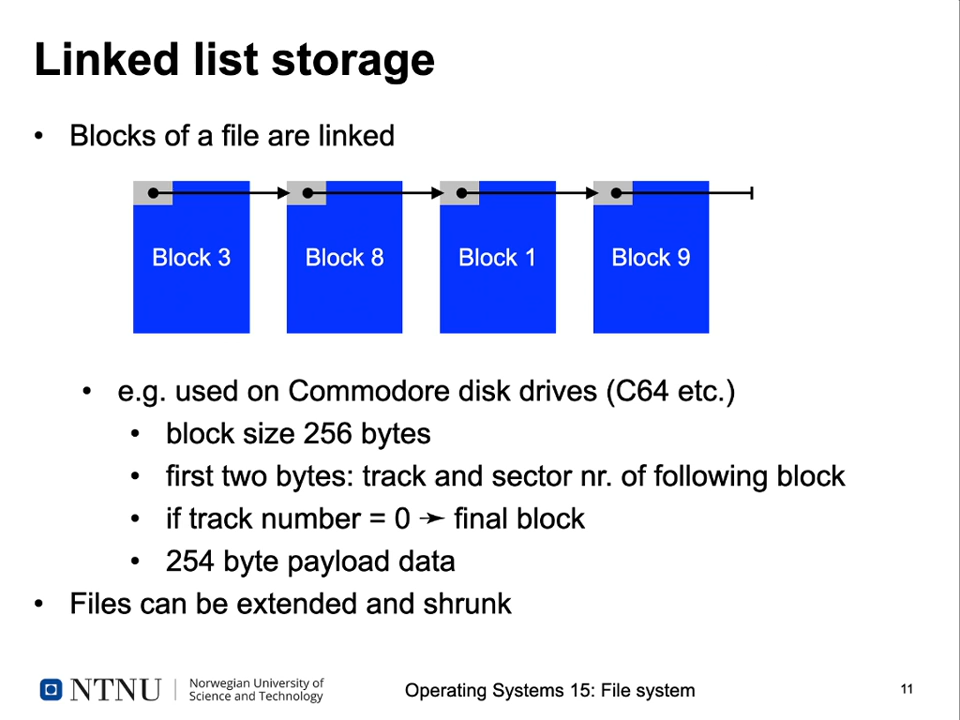 Linked list storage
• Blocks of a file are linked
Block 3 Block 8 Block 1 Block 9
• e.g. used on Commodore disk drives (C64 etc.)
• block size 256 bytes
• first two bytes: track and sector nr. of following block
• if track number = 0 ➛ final block
• 254 byte payload data
• Files can be extended and shrunk
NTNU | Norwegian University of
Science and Technology
Operating Systems 15: File system
11